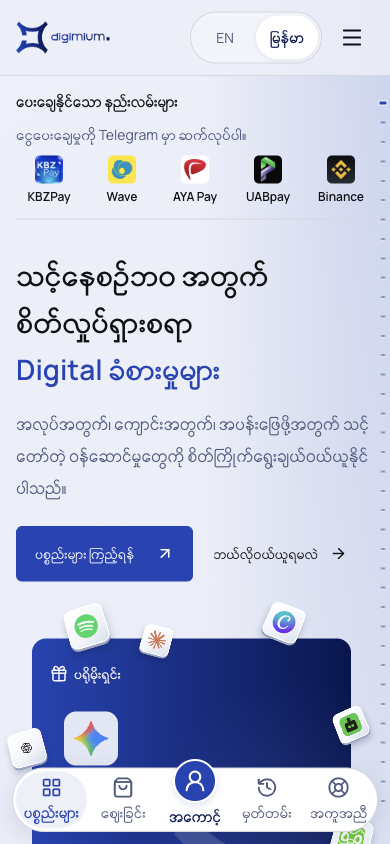 digimium.
EN
မြန်မာ
ပေးချေနိုင်သော နည်းလမ်းများ
ငွေပေးချေမှုကို Telegram မှာ ဆက်လုပ်ပါ။
KBZ Pay
KBZPay
Wave
AYA Pay
UABpay
Binance
သင့်နေ့စဉ်ဘဝ အတွက်
စိတ်လှုပ်ရှားစရာ
Digital ခံစားမှုများ
အလုပ်အတွက်၊ ကျောင်းအတွက်၊ အပန်းဖြေဖို့အတွက် သင့်
တော်တဲ့ ဝန်ဆောင်မှုတွေကို စိတ်ကြိုက်ရွေးချယ်ဝယ်ယူနိုင်
ပါသည်။
ပစ္စည်းများ ကြည့်ရန်
ဘယ်လိုဝယ်ယူရမလဲ
ပရိုမိုးရှင်း
ပစ္စည်းများ
ဈေးခြင်း
အကောင့်
မှတ်တမ်း
အကူအညီ